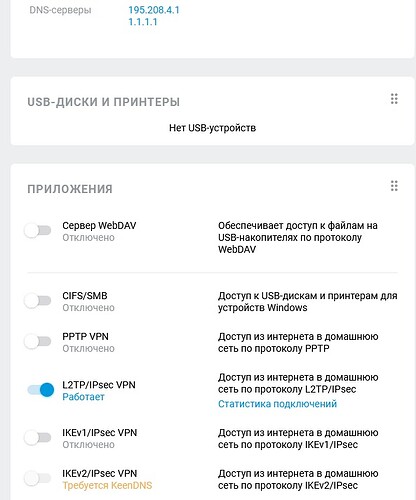 DNS-серверы 195.208.4.1
1.1.1.1
USB-ДИСКИ И ПРИНТЕРЫ
Нет USB-устройств
ПРИЛОЖЕНИЯ
Сервер WebDAV
Отключено
Обеспечивает доступ к файлам на
USB-накопителях по протоколу
WebDAV
CIFS/SMB
Отключено
Доступ к USB-дискам и принтерам для
устройств Windows
PPTP VPN
Отключено
Доступ из интернета в домашнюю
сеть по протоколу PPTP
L2TP/IPsec VPN
Работает
Доступ из интернета в домашнюю
сеть по протоколу L2TP/IPsec
Статистика подключений
IKEv1/IPsec VPN
Отключено
Доступ из интернета в домашнюю
сеть по протоколу IKEv1/IPsec
IKEv2/IPsec VPN
Требуется KeenDNS
Доступ из интернета в домашнюю
сеть по протоколу IKEv2/IPsec